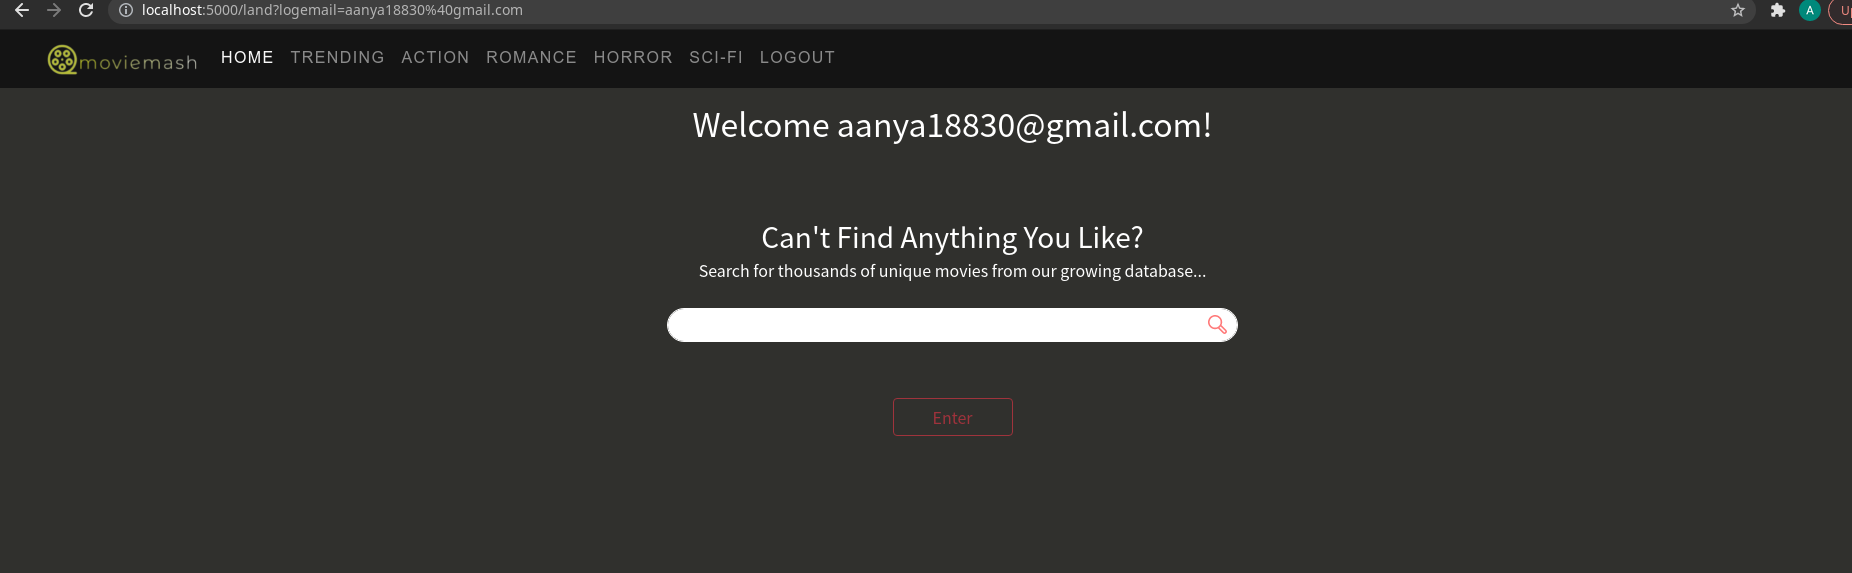 localhost:5000/land?logemail=aanya18830%40gmail.com
A
moviemash HOME TRENDING ACTION ROMANCE HORROR SCI-FI LOGOUT
Welcome aanya18830@gmail.com!
Can't Find Anything You Like?
Search for thousands of unique movies from our growing database...
Enter